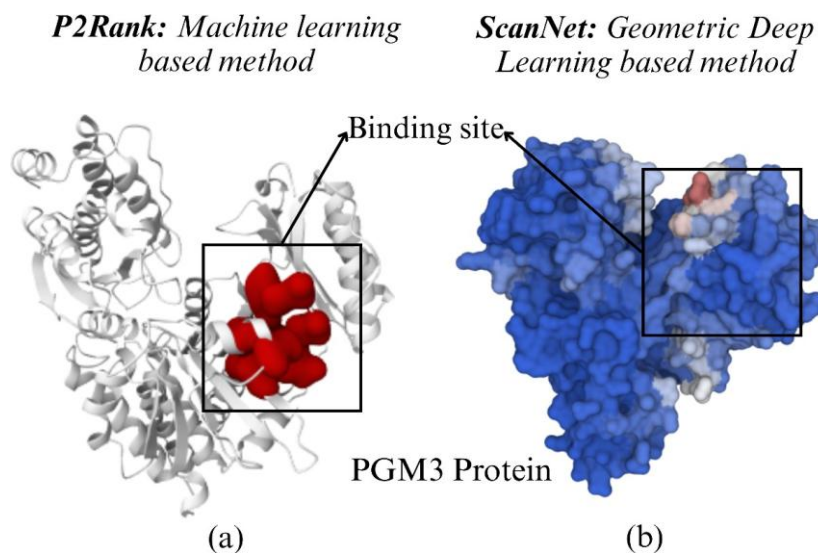 P2Rank: Machine learning
based method
ScanNet: Geometric Deep
Learning based method
Binding site
PGM3 Protein
(a)
(b)